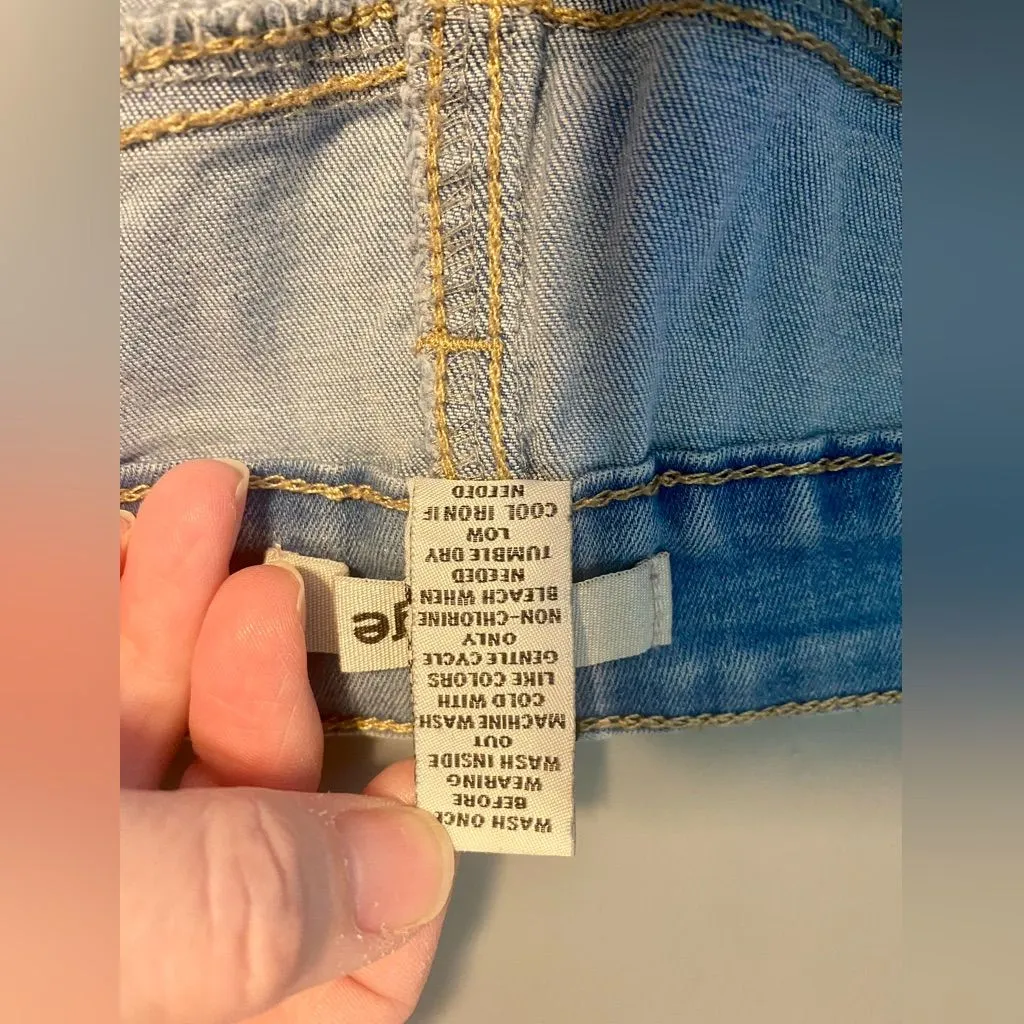 WASH ONCE
BEFORE
WEARING
WASH INSIDE
OUT
MACHINE WASH
COLD WITH
LIKE COLORS
GENTLE CYCLE
ONLY
NON-CHLORINE
BLEACH WHEN
NEEDED
TUMBLE DRY
LOW
COOL IRON IF
NEEDED